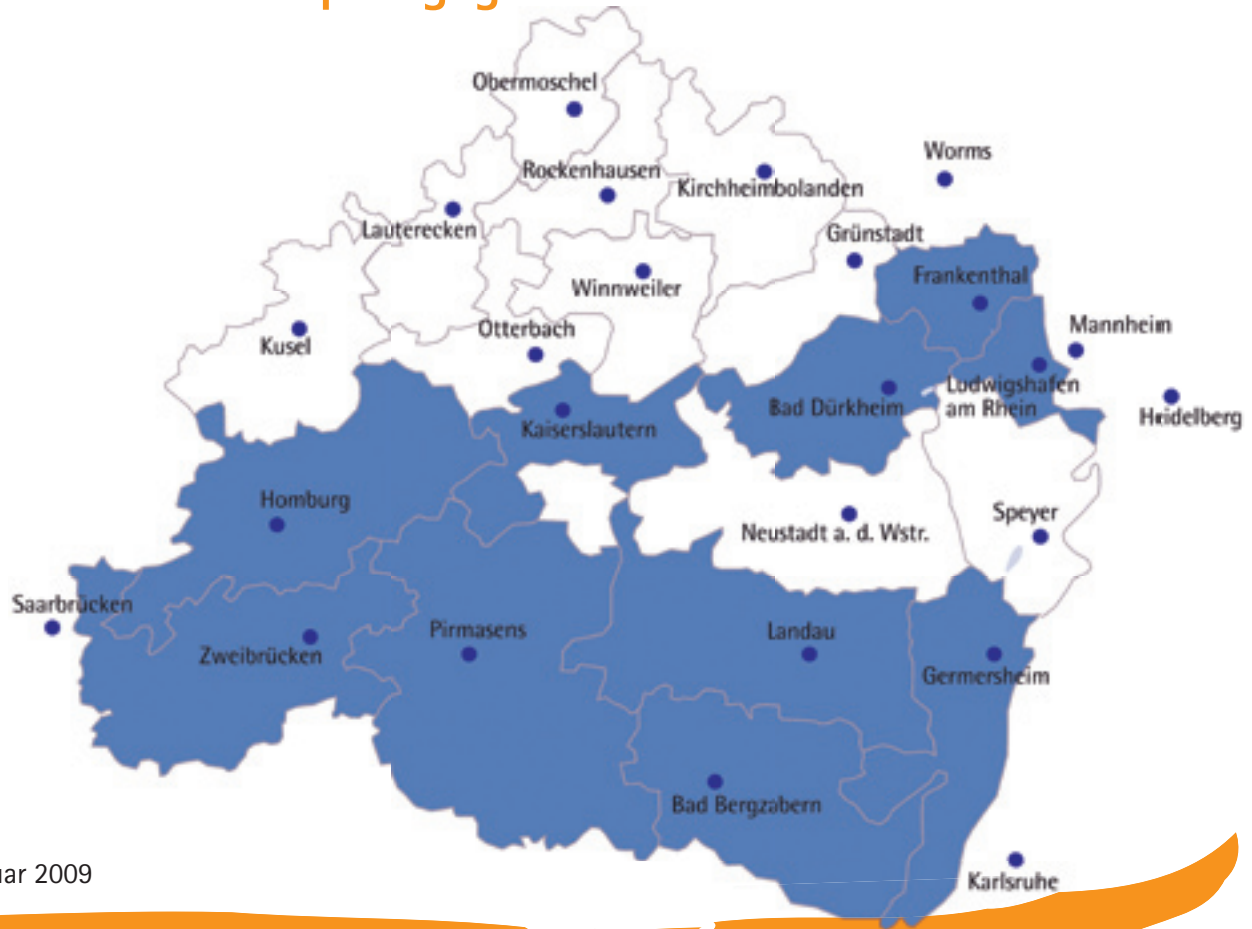 Obermoschel
Worms
Rockenhausen
Kirchheimbolanden
Lauterecken
Grünstadt
Frankenthal
Winnweiler
Otterbach
Mannheim
Kusel
Ludwigshafen
am Rhein
Bad Dürkheim
Heidelberg
Kaiserslautern
Homburg
Speyer
Neustadt a. d. Wstr.
Saarbrücken
Pirmasens
Landau
Zweibrücken
Germersheim
Bad Bergzabern
Karlsruhe
2009